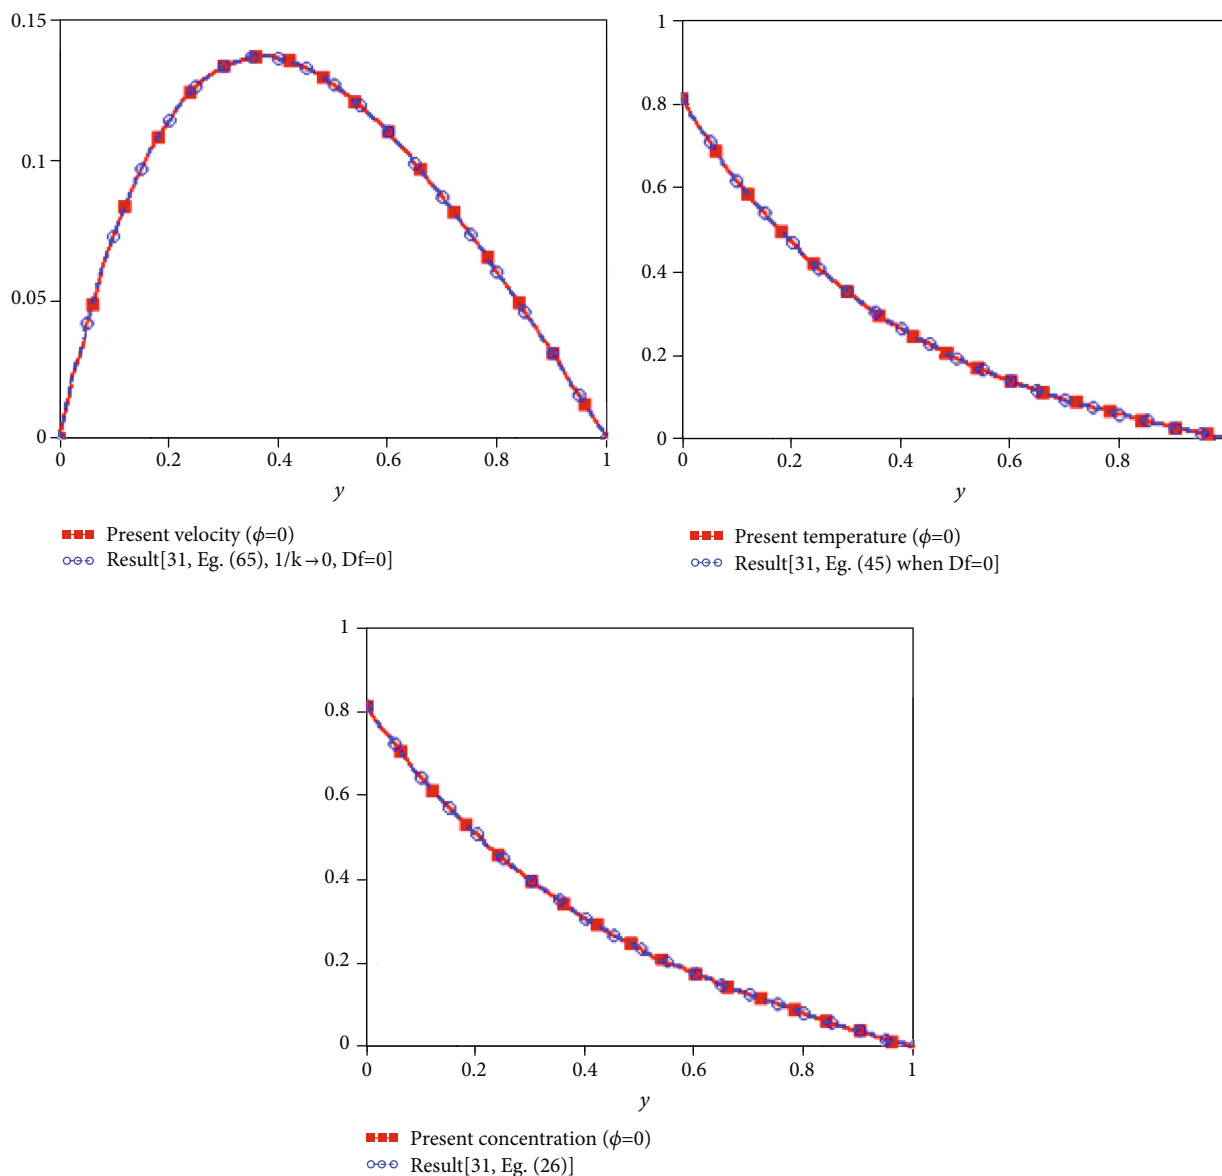 0.15
0.1
0.05
0
0 0.2 0.4 0.6 0.8 1
y
Present velocity (ϕ=0)
Result[31, Eg. (65), 1/k→0, Df=0]
1
0.8
0.6
0.4
0.2
0
0 0.2 0.4 0.6 0.8
y
Present temperature (ϕ=0)
Result[31, Eg. (45) when Df=0]
1
0.8
0.6
0.4
0.2
0
0 0.2 0.4 0.6 0.8 1
y
Present concentration (ϕ=0)
Result[31, Eg. (26)]